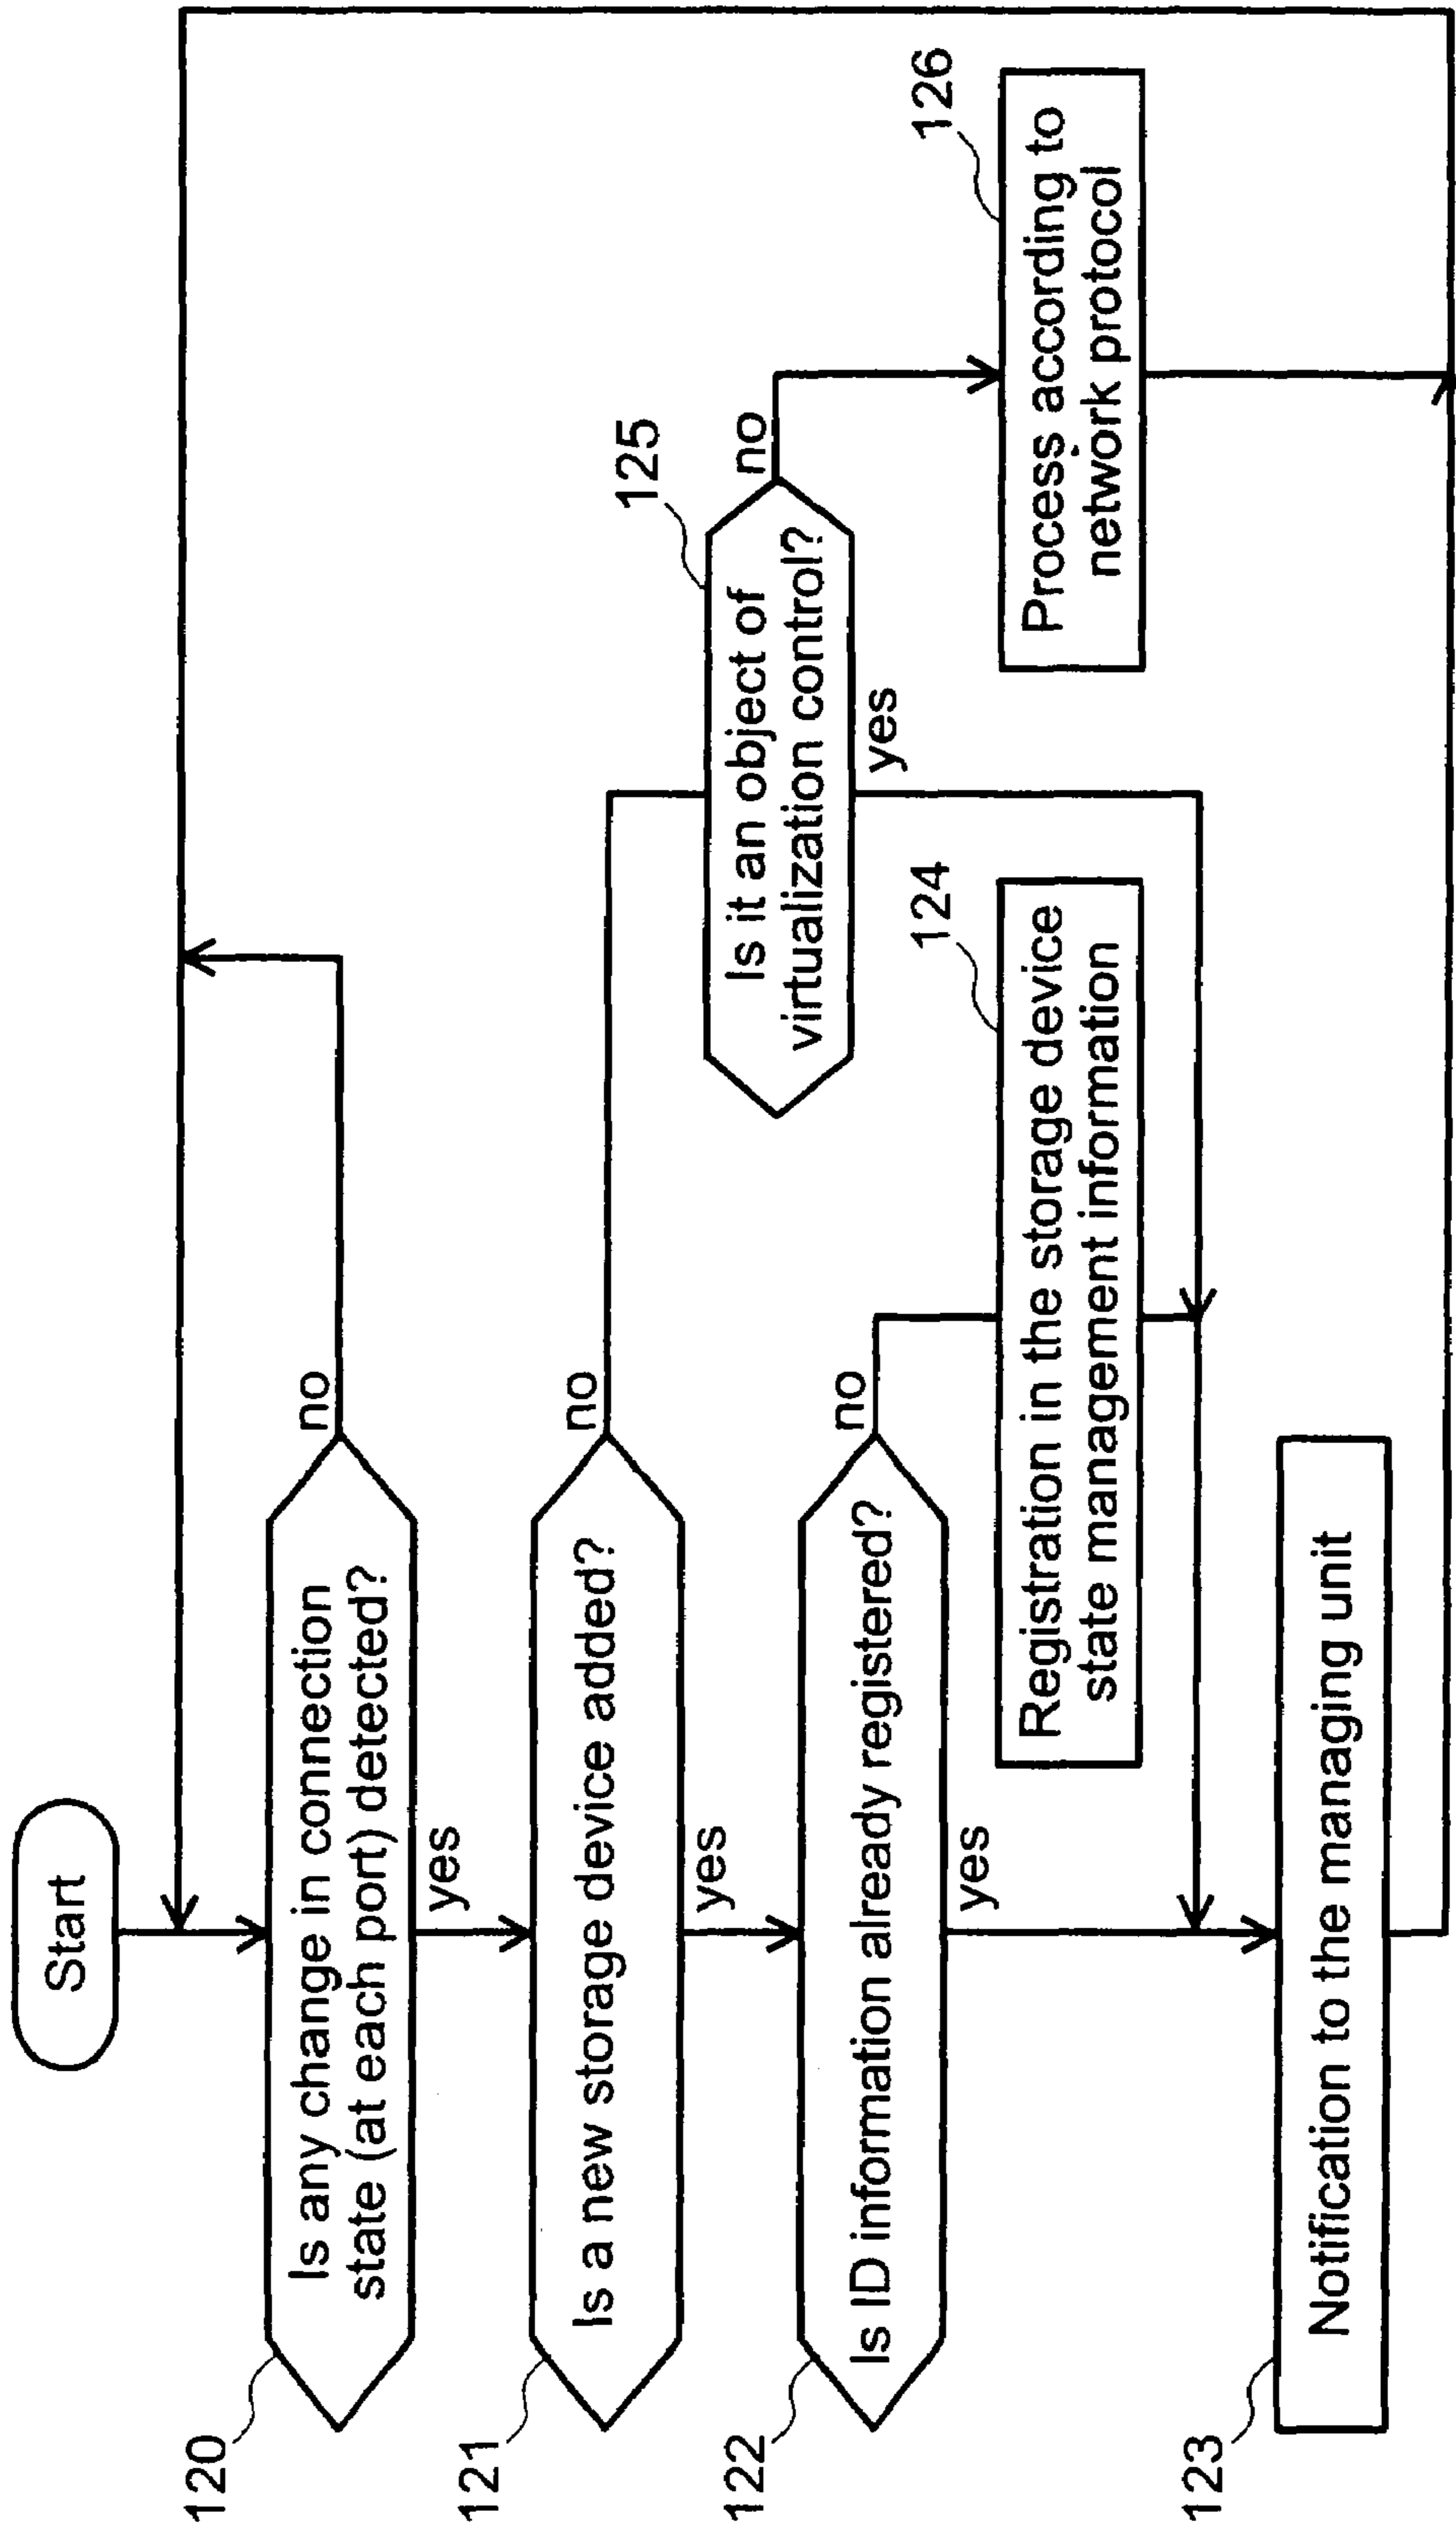 Start
120
Is any change in connection
state (at each port) detected?
no
yes
121
Is a new storage device added?
no
yes
125
Is it an object of
virtualization control?
no
yes
122
Is ID information already registered?
no
yes
124
Registration in the storage device
state management information
126
Process according to
network protocol
123
Notification to the managing unit